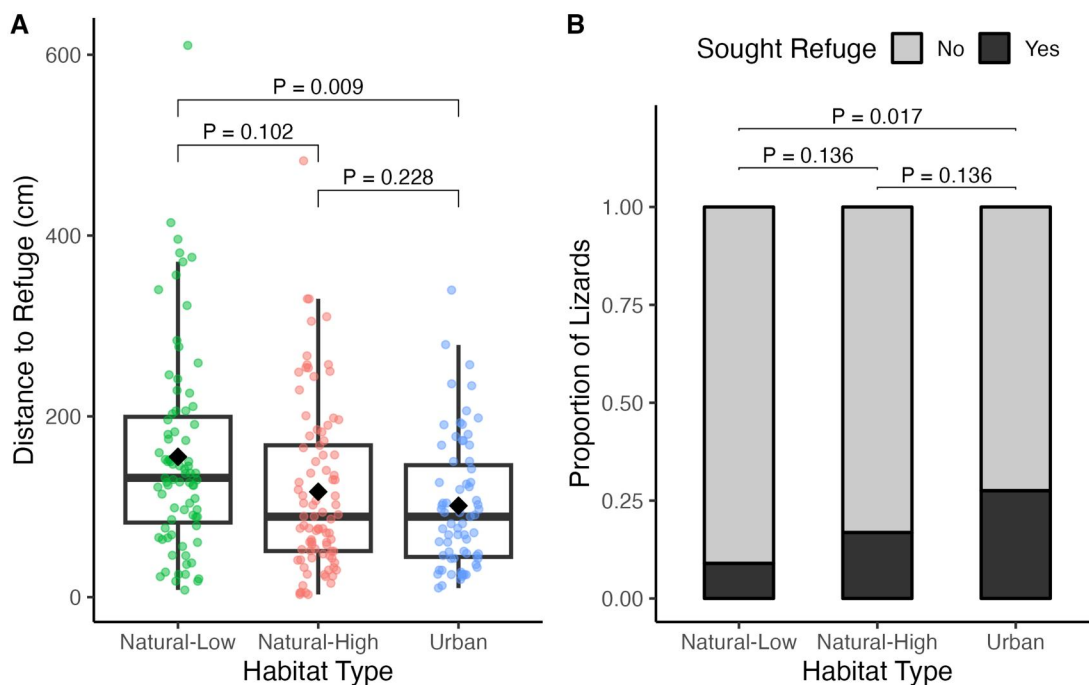 A
Distance to Refuge (cm)
600
400
200
0
P = 0.009
P = 0.102
P = 0.228
Natural-Low
Natural-High
Urban
Habitat Type
B
Sought Refuge No Yes
Proportion of Lizards
1.00
0.75
0.50
0.25
0.00
P = 0.017
P = 0.136
P = 0.136
Natural-Low
Natural-High
Urban
Habitat Type